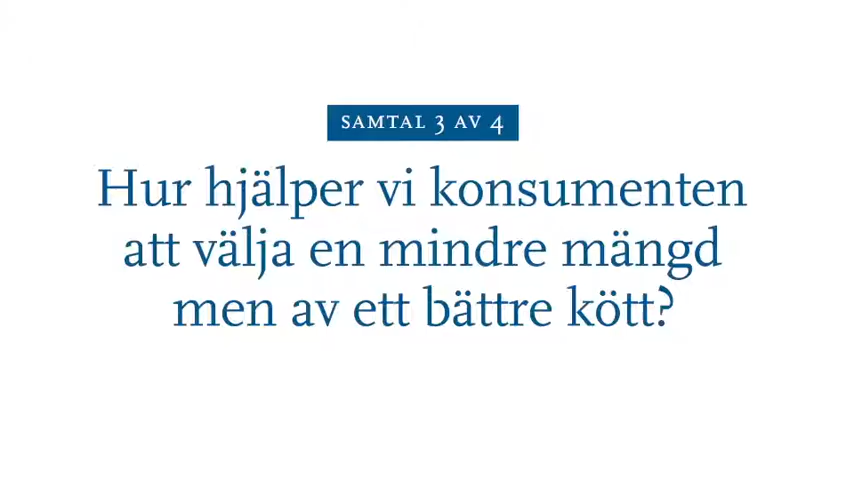 SAMTAL 3 AV 4
Hur hjälper vi konsumenten
att välja en mindre mängd
men av ett bättre kött?